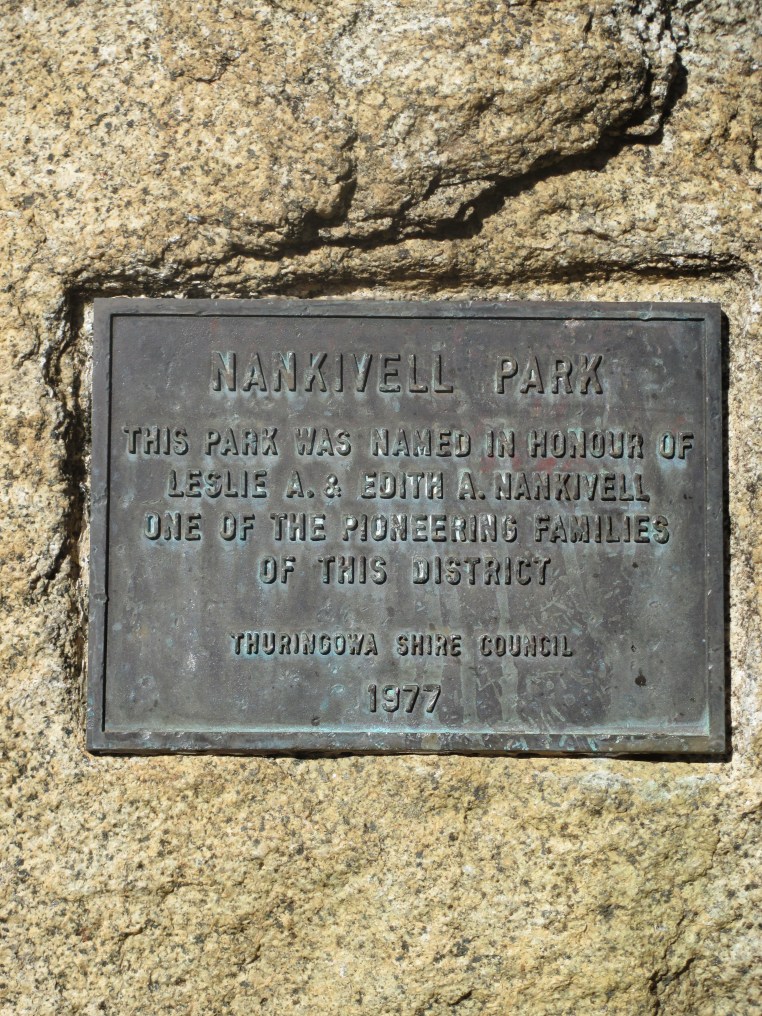 NANKIVELL PARK
THIS PARK WAS NAMED IN HONOUR OF
LESLIE A. & EDITH A. NANKIVELL
ONE OF THE PIONEERING FAMILIES
OF THIS DISTRICT
THURINGOWA SHIRE COUNCIL
1977